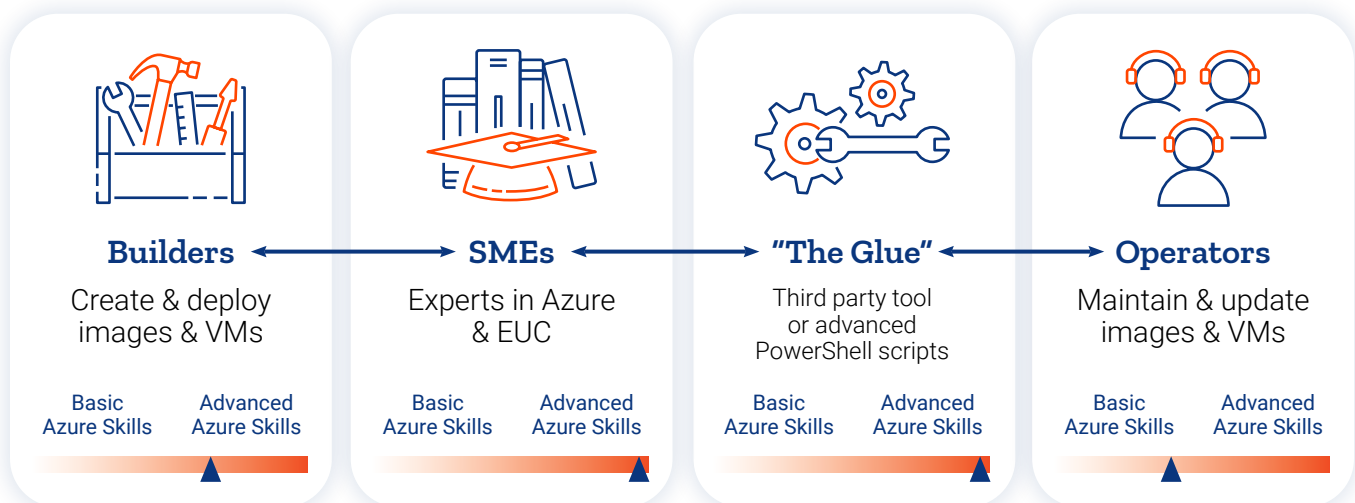 Builders
Create & deploy
images & VMs
Basic
Azure Skills
Advanced
Azure Skills
SMEs
Experts in Azure
& EUC
Basic
Azure Skills
Advanced
Azure Skills
"The Glue"
Third party tool
or advanced
PowerShell scripts
Basic
Azure Skills
Advanced
Azure Skills
Operators
Maintain & update
images & VMs
Basic
Azure Skills
Advanced
Azure Skills